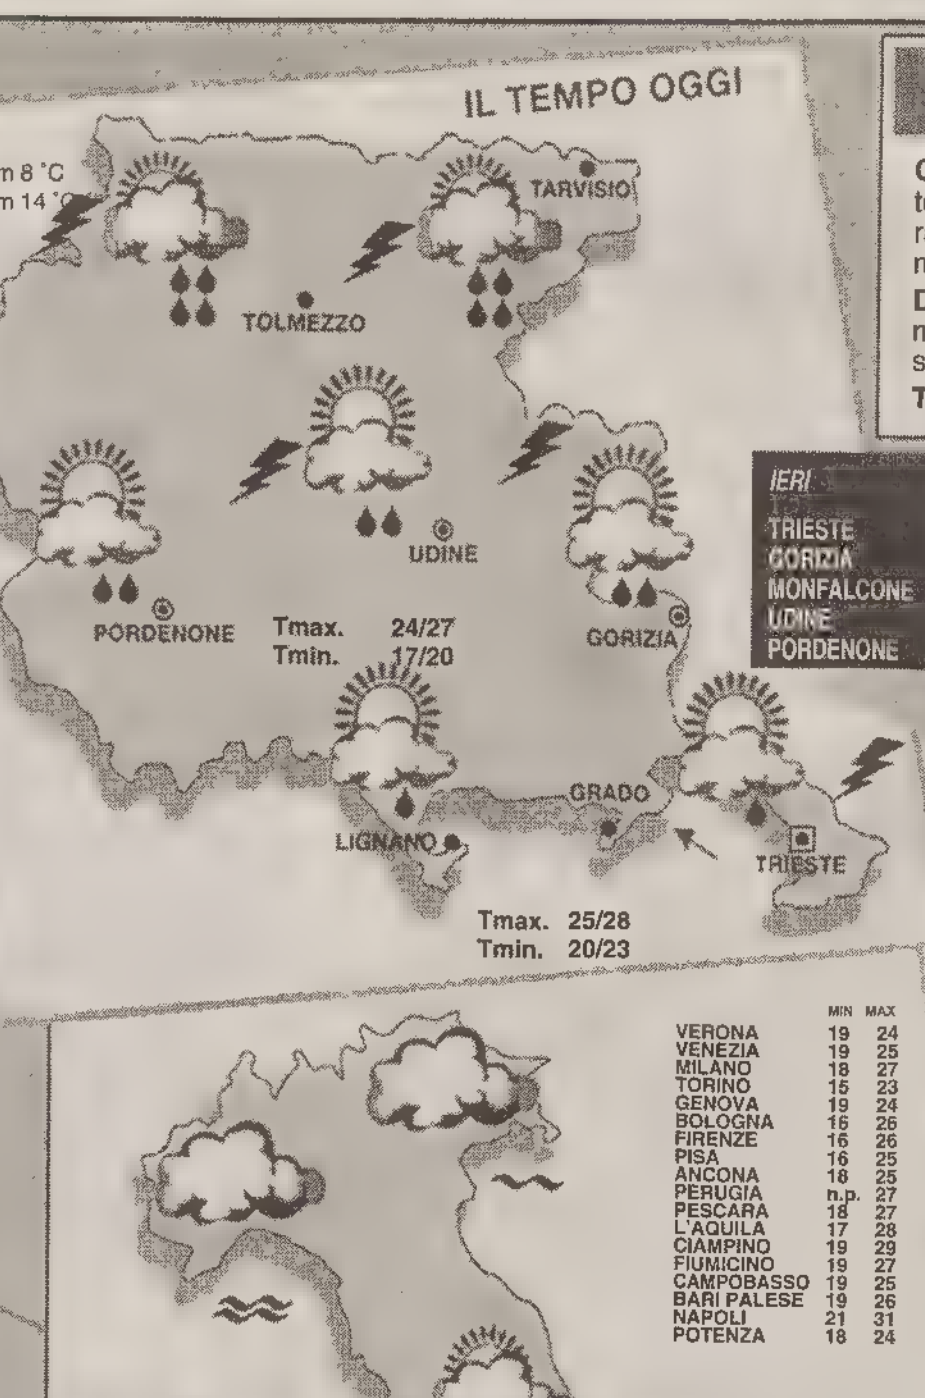 IL TEMPO OGGI
m 8 °C
m 14 °C
TARVISIO
TOLMEZZO
UDINE
PORDENONE
GORIZIA
Tmax. 24/27
Tmin. 17/20
IERI
TRIESTE
GORIZIA
MONFALCONE
UDINE
PORDENONE
GRADO
LIGNANO
TRIESTE
Tmax. 25/28
Tmin. 20/23
MIN MAX
VERONA 19 24
VENEZIA 19 25
MILANO 18 27
TORINO 15 23
GENOVA 19 24
BOLOGNA 16 26
FIRENZE 16 26
PISA 16 25
ANCONA 18 25
PERUGIA n.p. 27
PESCARA 18 27
L'AQUILA 17 28
CIAMPINO 19 29
FIUMICINO 19 27
CAMPOBASSO 19 25
BARI PALESE 19 26
NAPOLI 21 31
POTENZA 18 24